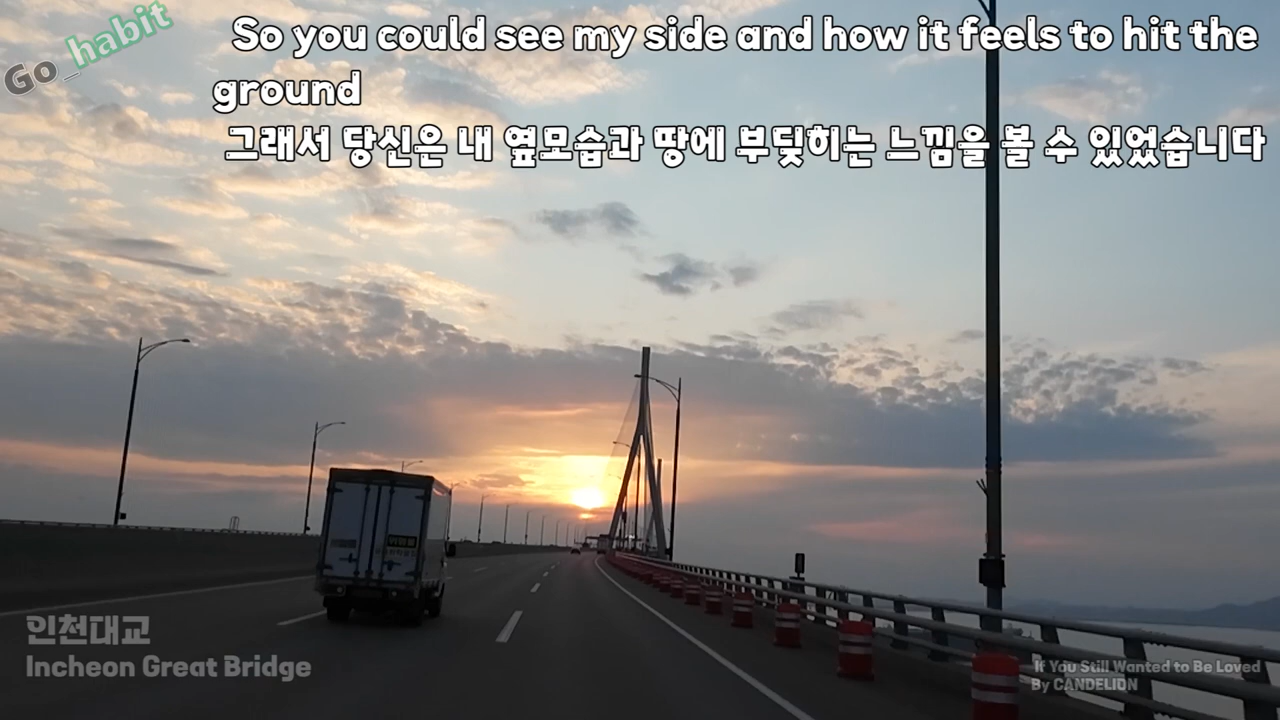 Go_habit
So you could see my side and how it feels to hit the
ground
그래서 당신은 내 옆모습과 땅에 부딪히는 느낌을 볼 수 있었습니다
인천대교
Incheon Great Bridge
If You Still Wanted to Be Loved
By CANDELION